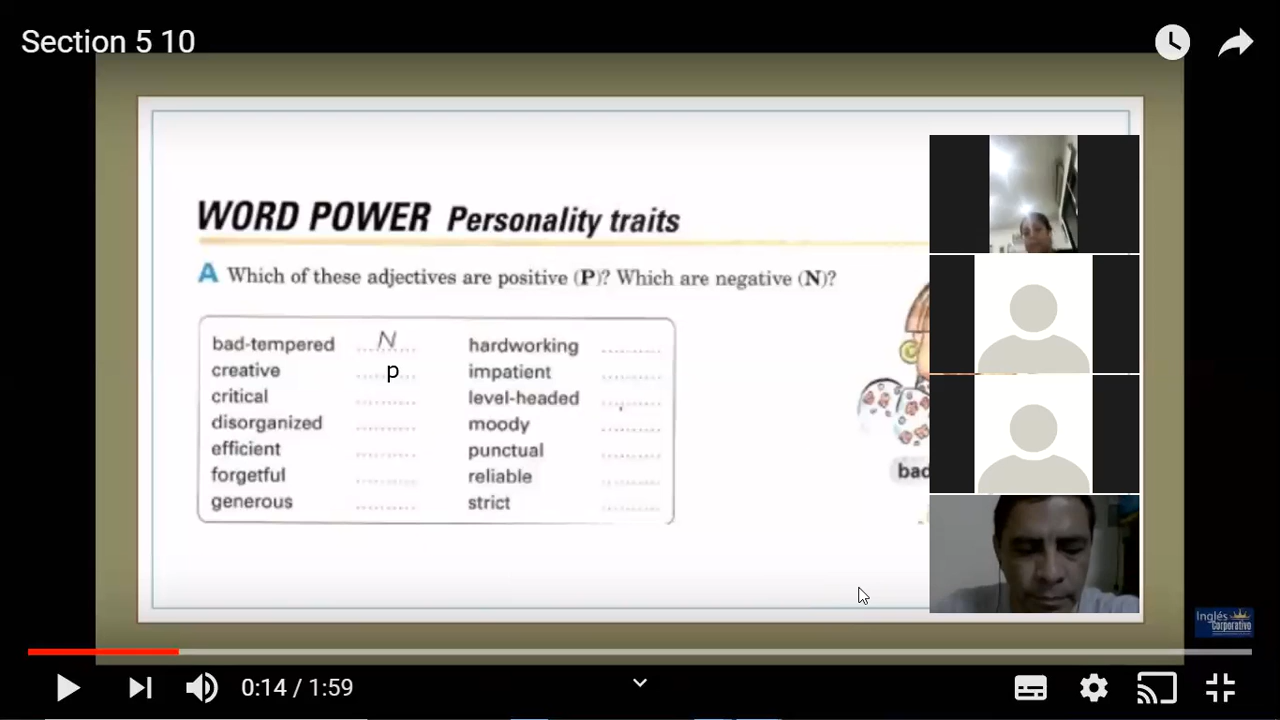 Section 5 10
WORD POWER Personality traits
A Which of these adjectives are positive (P)? Which are negative (N)?
bad-tempered N
creative p
critical
disorganized
efficient
forgetful
generous
hardworking
impatient
level-headed
moody
punctual
reliable
strict
bad
Inglés
Corporativo
0:14 / 1:59